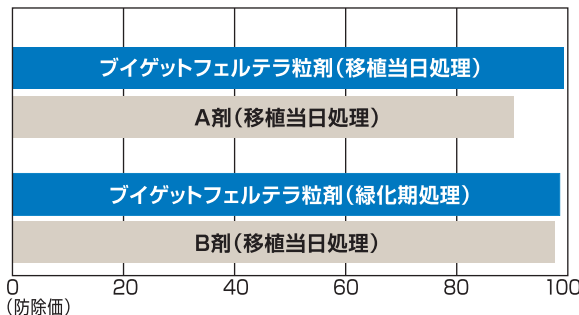 ブイゲットフェルテラ粒剤(移植当日処理)
A剤(移植当日処理)
ブイゲットフェルテラ粒剤(緑化期処理)
B剤(移植当日処理)
0 20 40 60 80 100
(防除価)